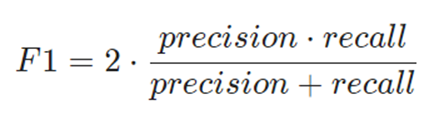 F1 = 2 · precision · recall / precision + recall